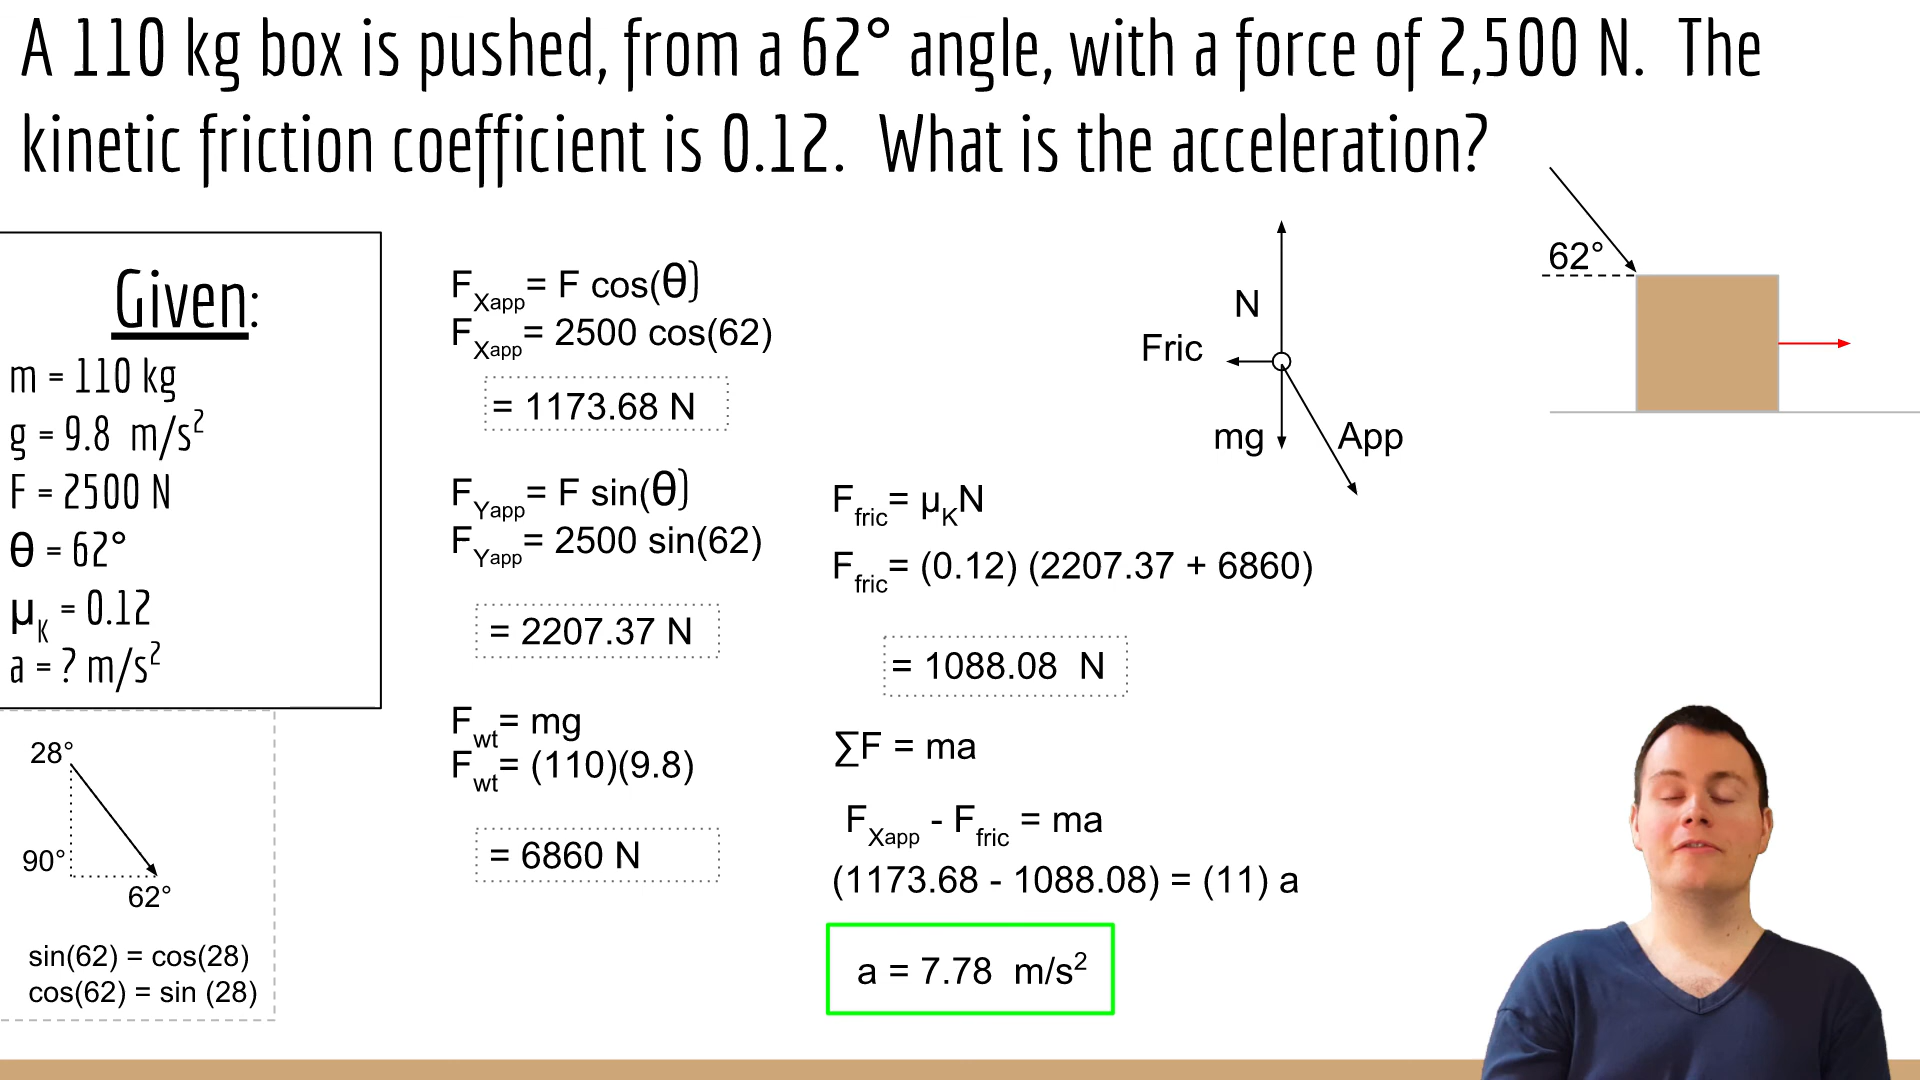 A 110 kg box is pushed, from a 62° angle, with a force of 2,500 N. The
kinetic friction coefficient is 0.12. What is the acceleration?
Given:
m = 110 kg
g = 9.8 m/s²
F = 2500 N
θ = 62°
μK = 0.12
a = ? m/s²
28°
90°
62°
sin(62) = cos(28)
cos(62) = sin (28)
FXapp= F cos(θ)
FXapp= 2500 cos(62)
= 1173.68 N
FYapp= F sin(θ)
FYapp= 2500 sin(62)
= 2207.37 N
Fwt= mg
Fwt= (110)(9.8)
= 6860 N
Ffric= μKN
Ffric= (0.12) (2207.37 + 6860)
= 1088.08 N
∑F = ma
FXapp - Ffric = ma
(1173.68 - 1088.08) = (11) a
a = 7.78 m/s²
N
Fric
mg
App
62°